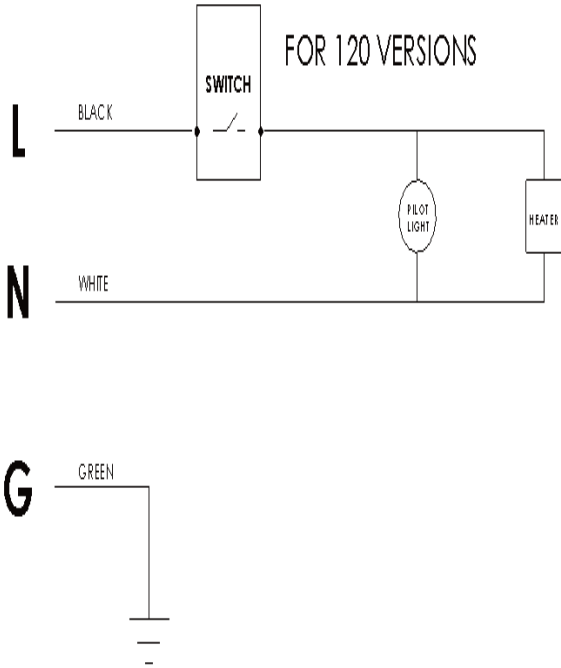 FOR 120 VERSIONS
SWITCH
L
BLACK
PILOT
LIGHT
HEATER
N
WHITE
G
GREEN